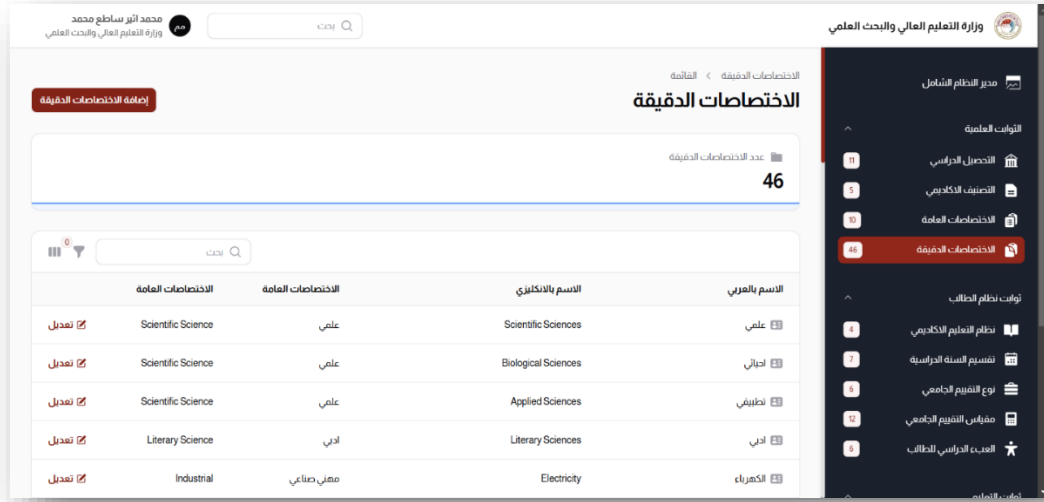 وزارة التعليم العالي والبحث العلمي
بحث
محمد اثير ساطع محمد
وزارة التعليم العالي والبحث العلمي
مم
مدير النظام الشامل
الثوابت العلمية
التحصيل الدراسي 11
التصنيف الاكاديمي 5
الاختصاصات العامة 10
الاختصاصات الدقيقة 46
ثوابت نظام الطالب
نظام التعليم الاكاديمي 4
تقسيم السنة الدراسية 7
نوع التقييم الجامعي 6
مقياس التقييم الجامعي 12
العبء الدراسي للطالب 6
الاختصاصات الدقيقة > القائمة
الاختصاصات الدقيقة
إضافة الاختصاصات الدقيقة
عدد الاختصاصات الدقيقة
46
بحث
0
الاسم بالعربي الاسم بالانكليزي الاختصاصات العامة الاختصاصات العامة
علمي Scientific Sciences علمي Scientific Science تعديل
احيائي Biological Sciences علمي Scientific Science تعديل
تطبيقي Applied Sciences علمي Scientific Science تعديل
ادبي Literary Sciences ادبي Literary Science تعديل
الكهرباء Electricity مهني صناعي Industrial تعديل